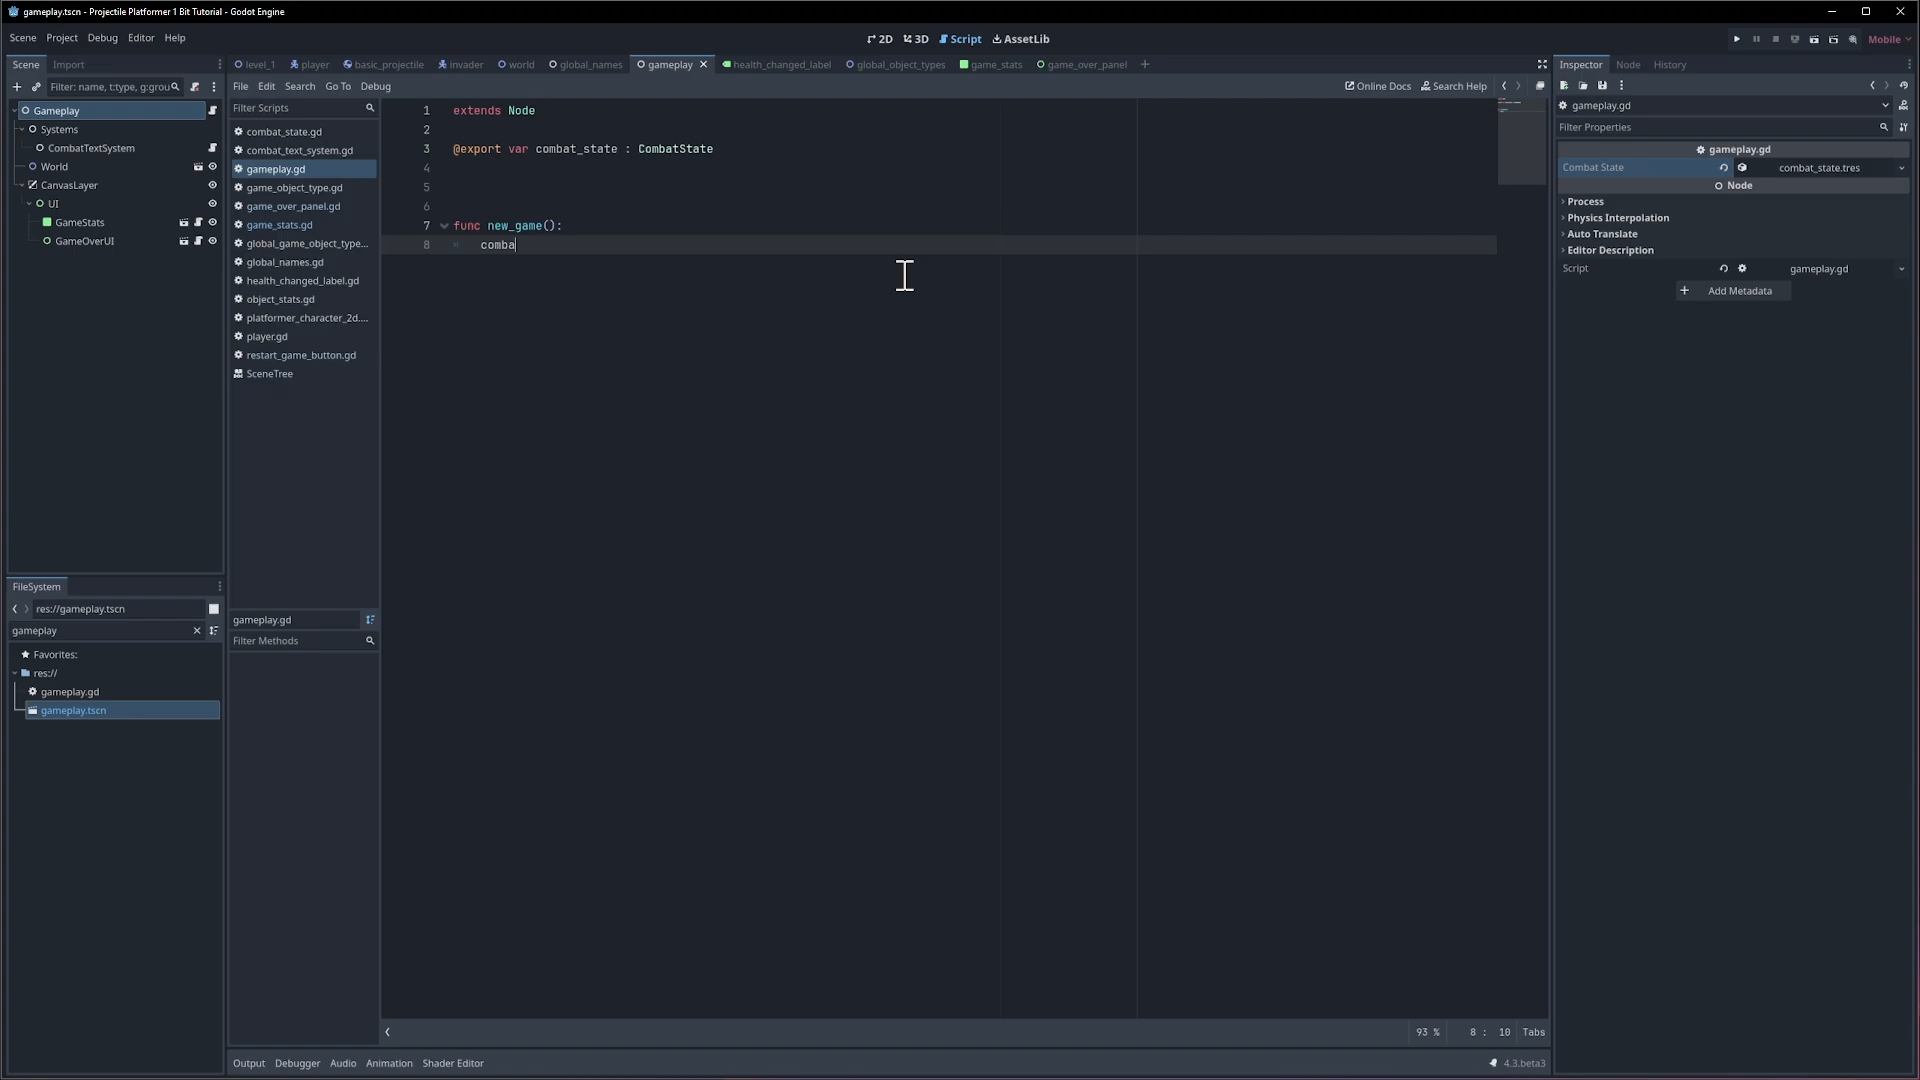 gameplay.tscn - Projectile Platformer 1 Bit Tutorial - Godot Engine
Scene Project Debug Editor Help
2D 3D Script AssetLib
Mobile
Scene Import
level_1 player basic_projectile invader world global_names gameplay health_changed_label global_object_types game_stats game_over_panel
Inspector Node History
Filter: name, t:type, g:grou
File Edit Search Go To Debug
Online Docs Search Help
Gameplay
Systems
CombatTextSystem
World
CanvasLayer
UI
GameStats
GameOverUI
Filter Scripts
combat_state.gd
combat_text_system.gd
gameplay.gd
game_object_type.gd
game_over_panel.gd
game_stats.gd
global_game_object_type...
global_names.gd
health_changed_label.gd
object_stats.gd
platformer_character_2d....
player.gd
restart_game_button.gd
SceneTree
gameplay.gd
Filter Methods
1 extends Node
2
3 @export var combat_state : CombatState
4
5
6
7 func new_game():
8 comba
gameplay.gd
Filter Properties
gameplay.gd
Combat State combat_state.tres
Node
Process
Physics Interpolation
Auto Translate
Editor Description
Script gameplay.gd
Add Metadata
FileSystem
res://gameplay.tscn
gameplay
Favorites:
res://
gameplay.gd
gameplay.tscn
93 % 8 : 10 Tabs
Output Debugger Audio Animation Shader Editor
4.3.beta3